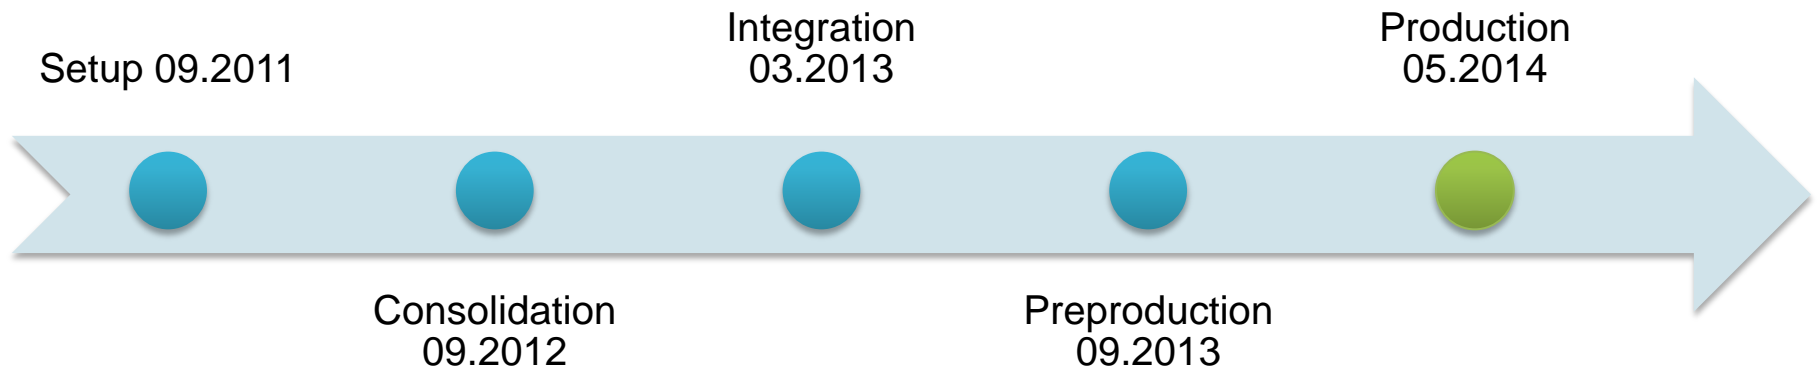 Setup 09.2011
Consolidation
09.2012
Integration
03.2013
Preproduction
09.2013
Production
05.2014